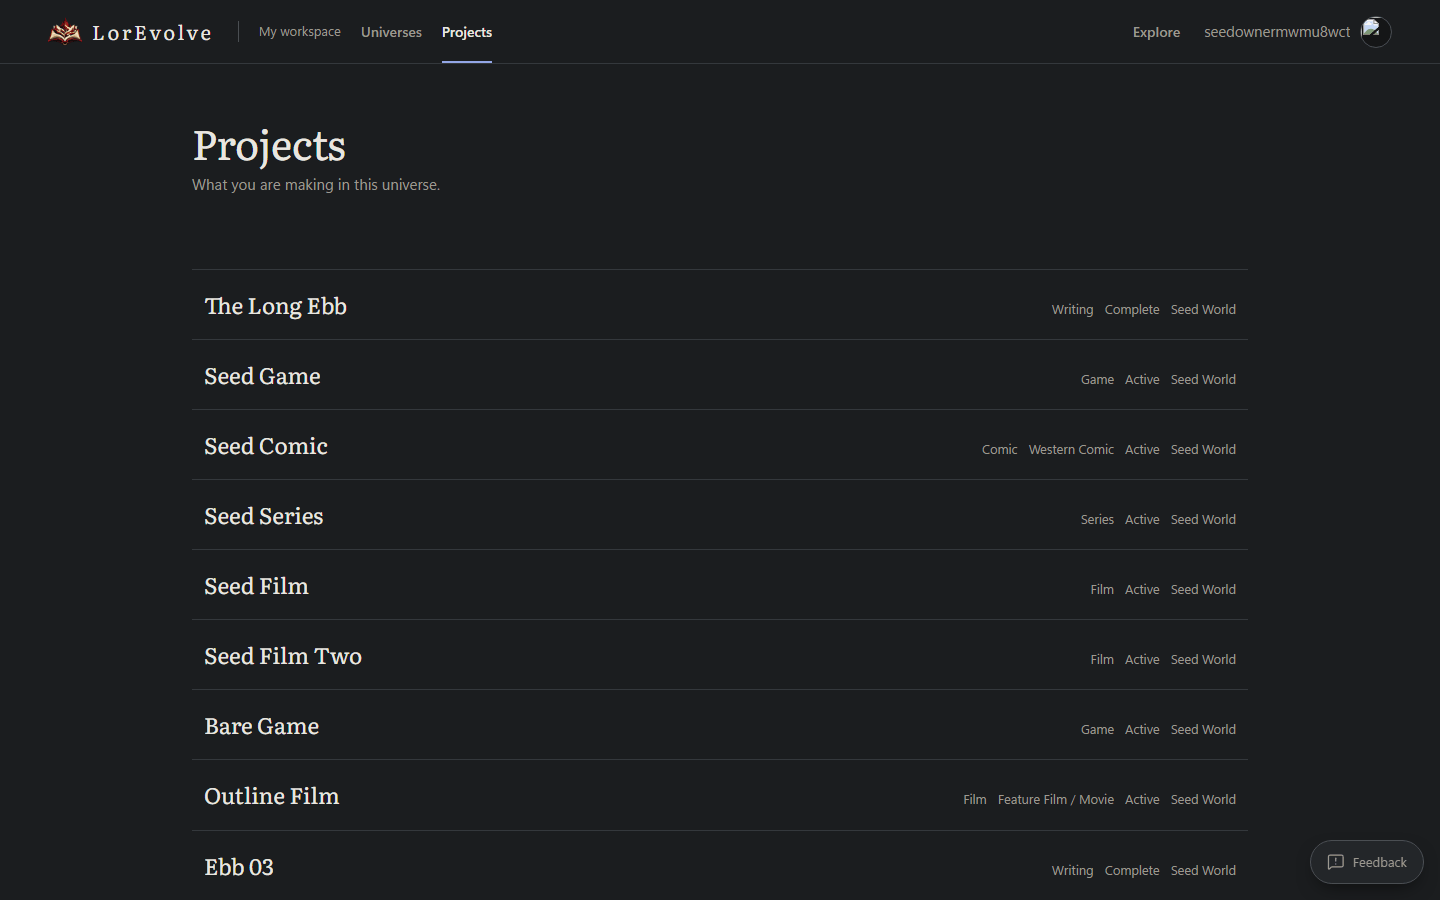 LorEvolve My workspace Universes Projects Explore seedownermwmu8wct
Projects
What you are making in this universe.
The Long Ebb Writing Complete Seed World
Seed Game Game Active Seed World
Seed Comic Comic Western Comic Active Seed World
Seed Series Series Active Seed World
Seed Film Film Active Seed World
Seed Film Two Film Active Seed World
Bare Game Game Active Seed World
Outline Film Film Feature Film / Movie Active Seed World
Ebb 03 Writing Complete Seed World
Feedback